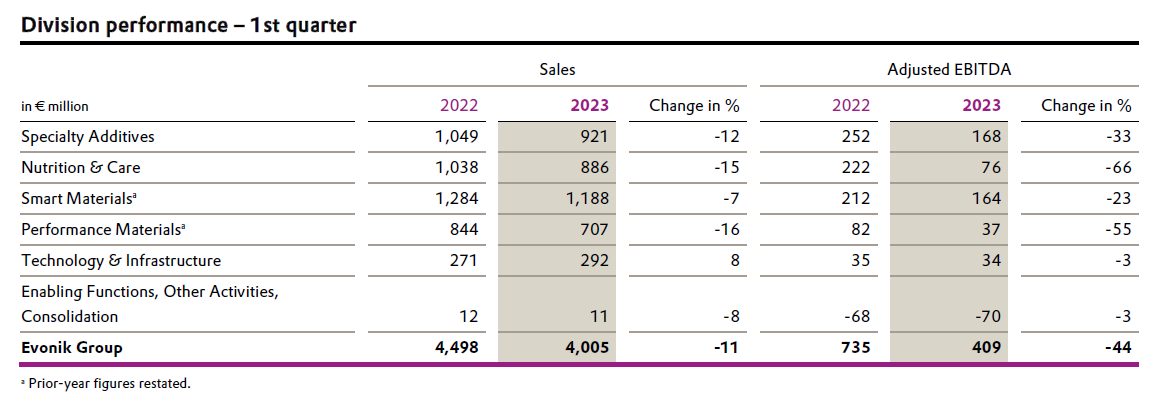 Division performance – 1st quarter
Sales Adjusted EBITDA
in € million 2022 2023 Change in % 2022 2023 Change in %
Specialty Additives 1,049 921 -12 252 168 -33
Nutrition & Care 1,038 886 -15 222 76 -66
Smart Materialsª 1,284 1,188 -7 212 164 -23
Performance Materialsª 844 707 -16 82 37 -55
Technology & Infrastructure 271 292 8 35 34 -3
Enabling Functions, Other Activities,
Consolidation 12 11 -8 -68 -70 -3
Evonik Group 4,498 4,005 -11 735 409 -44
ª Prior-year figures restated.